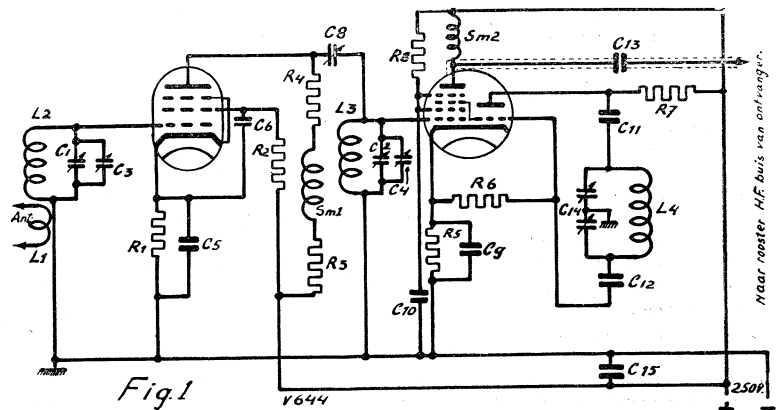 C8
Sm2
C13
R8
R4
L2
C6
L3
R7
C11
C1
C3
R2
C2
C4
R6
Ant.
Sm1
C14
L4
L1
R1
C5
R3
R5
C9
C12
C10
C15
Fig.1
V644
250V.
Naar rooster H.F. buis van ontvanger.